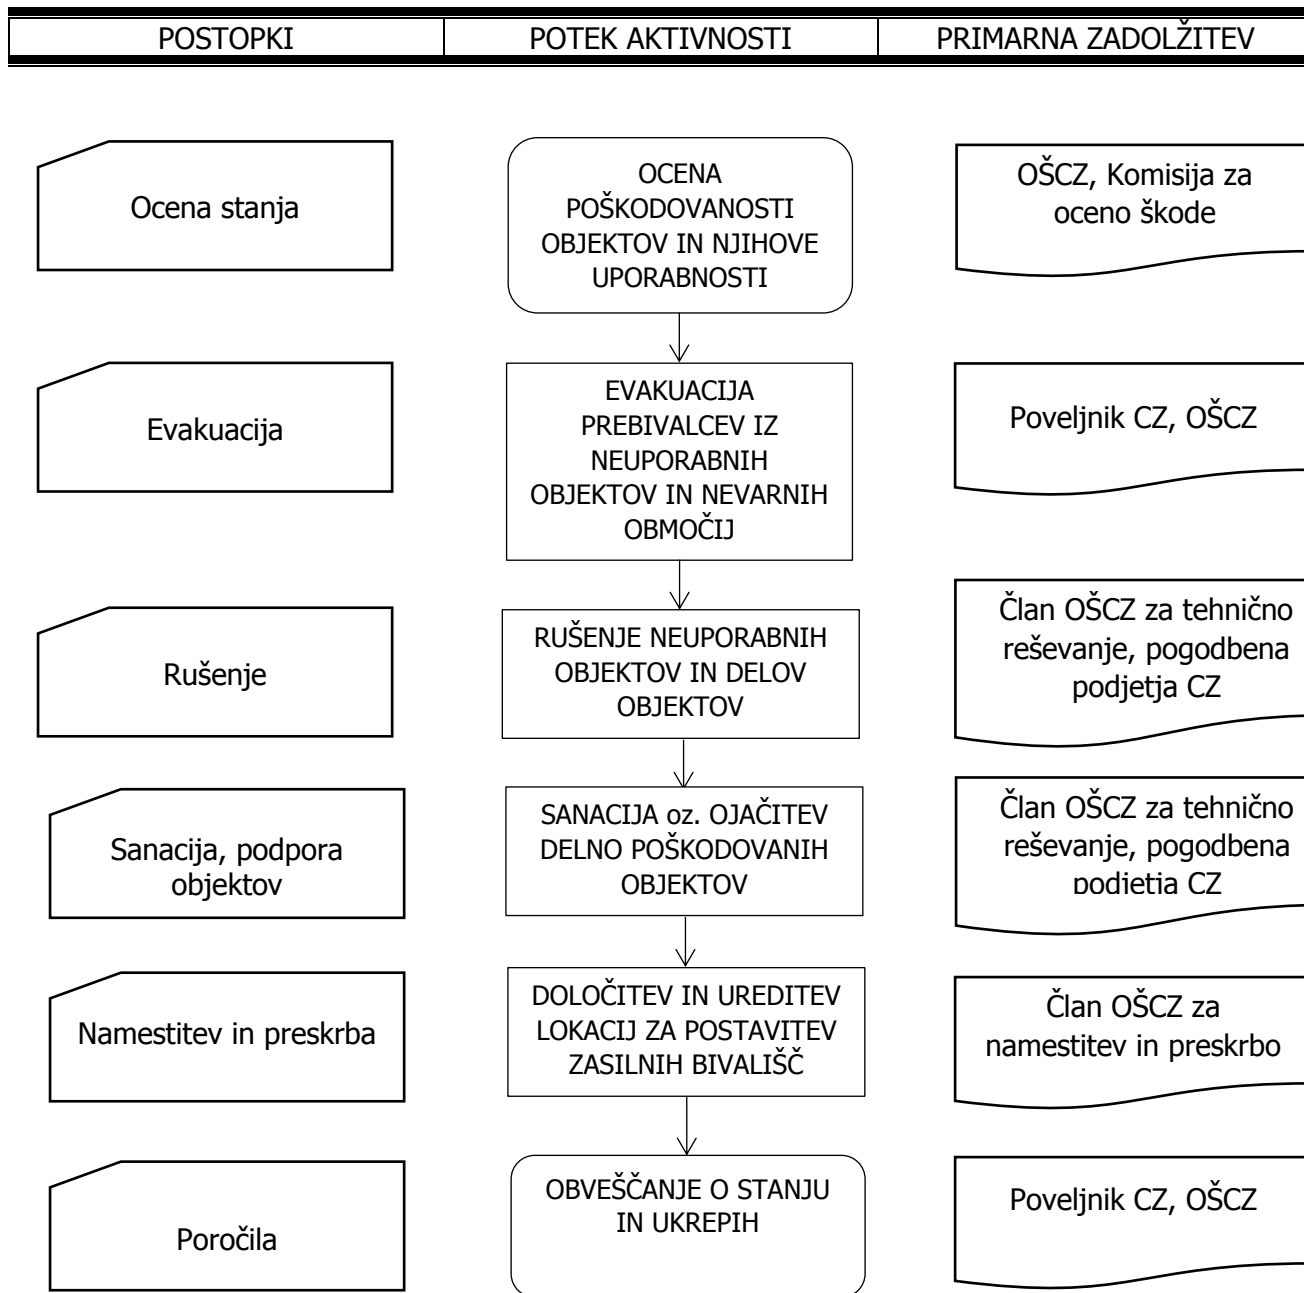 POSTOPKI
POTEK AKTIVNOSTI
PRIMARNA ZADOLŽITEV
Ocena stanja
OCENA
POŠKODOVANOSTI
OBJEKTOV IN NJIHOVE
UPORABNOSTI
OŠCZ, Komisija za
oceno škode
Evakuacija
EVAKUACIJA
PREBIVALCEV IZ
NEUPORABNIH
OBJEKTOV IN NEVARNIH
OBMOČIJ
Poveljnik CZ, OŠCZ
Rušenje
RUŠENJE NEUPORABNIH
OBJEKTOV IN DELOV
OBJEKTOV
Član OŠCZ za tehnično
reševanje, pogodbena
podjetja CZ
Sanacija, podpora
objektov
SANACIJA oz. OJAČITEV
DELNO POŠKODOVANIH
OBJEKTOV
Član OŠCZ za tehnično
reševanje, pogodbena
podjetja CZ
Namestitev in preskrba
DOLOČITEV IN UREDITEV
LOKACIJ ZA POSTAVITEV
ZASILNIH BIVALIŠČ
Član OŠCZ za
namestitev in preskrbo
Poročila
OBVEŠČANJE O STANJU
IN UKREPIH
Poveljnik CZ, OŠCZ